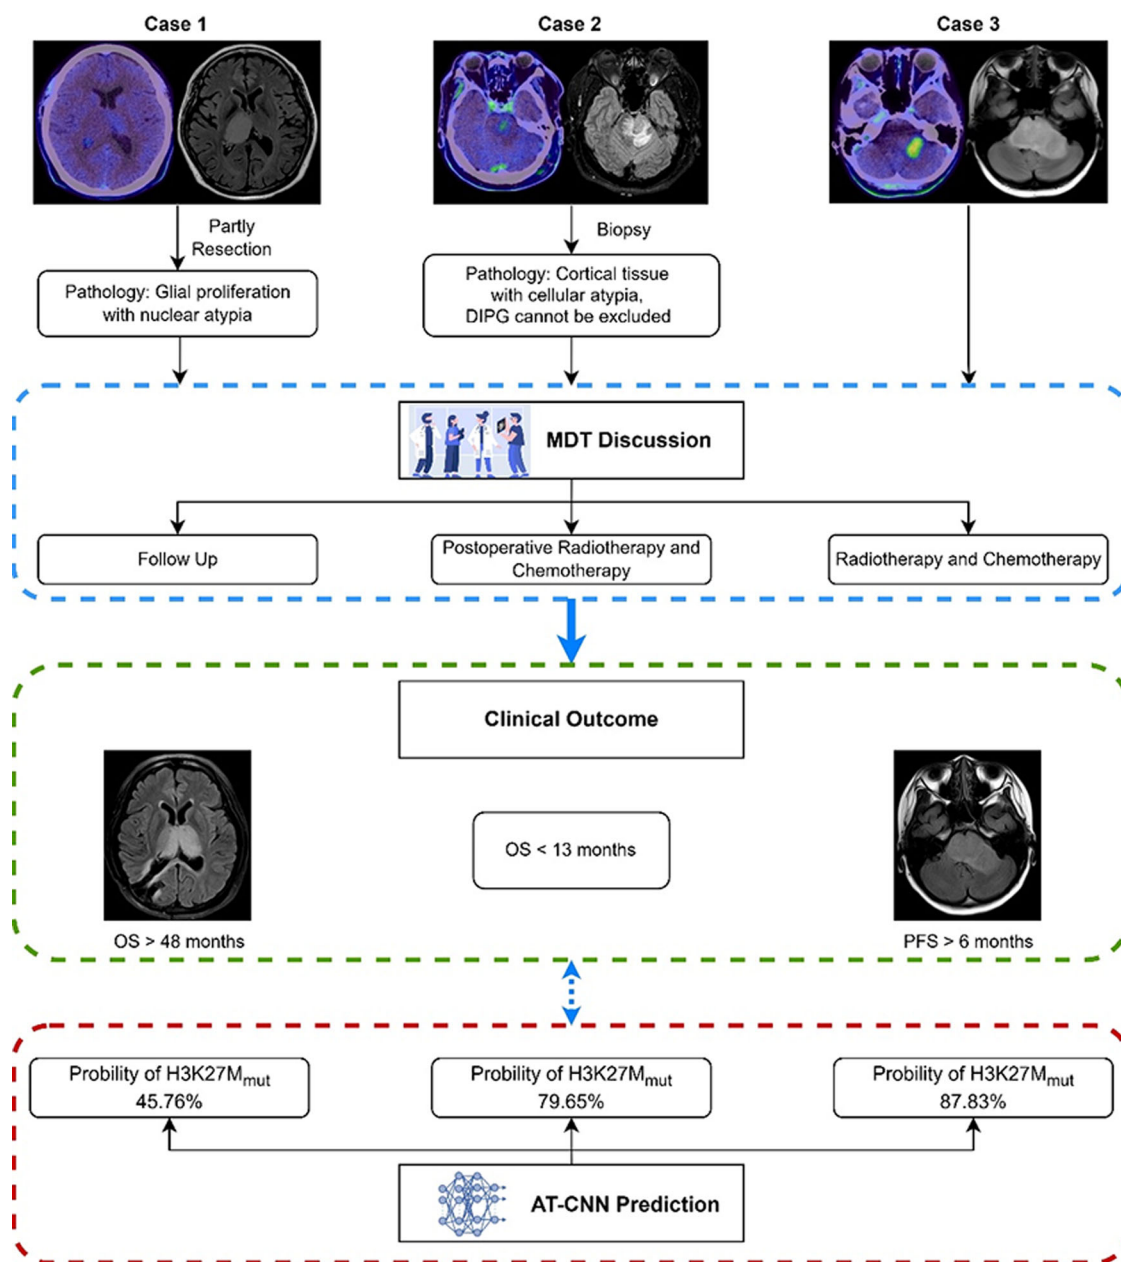 Case 1
Case 2
Case 3
Partly
Resection
Biopsy
Pathology: Glial proliferation
with nuclear atypia
Pathology: Cortical tissue
with cellular atypia,
DIPG cannot be excluded
MDT Discussion
Follow Up
Postoperative Radiotherapy and
Chemotherapy
Radiotherapy and Chemotherapy
Clinical Outcome
OS < 13 months
OS > 48 months
PFS > 6 months
Probility of H3K27Mmut
45.76%
Probility of H3K27Mmut
79.65%
Probility of H3K27Mmut
87.83%
AT-CNN Prediction